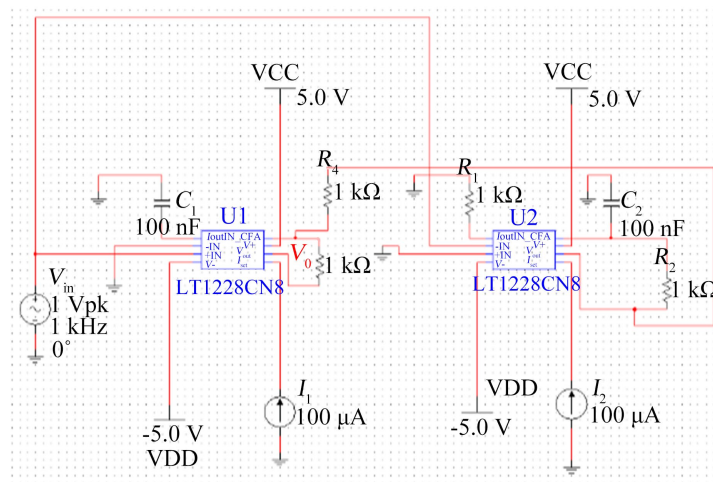 VCC
5.0 V
VCC
5.0 V
R4
1 kΩ
R1
1 kΩ
C1
100 nF
U1
IoutIN_CFA
-IN V+
+IN Vout
V- Iset
V0
1 kΩ
LT1228CN8
U2
IoutIN_CFA
-IN V+
+IN Vout
V- Iset
LT1228CN8
C2
100 nF
R2
1 kΩ
Vin
1 Vpk
1 kHz
0°
I1
100 μA
-5.0 V
VDD
VDD
-5.0 V
I2
100 μA